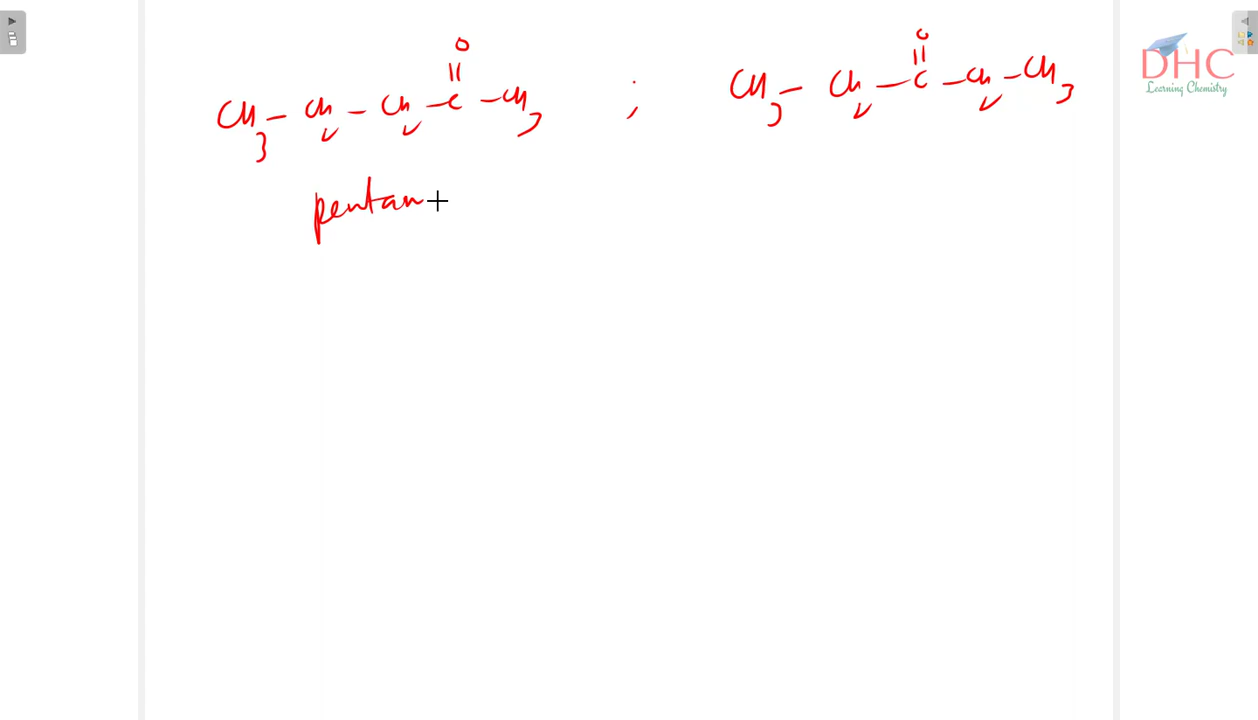 O
||
CH3 - CH2 - CH2 - C - CH3 ;
O
||
CH3 - CH2 - C - CH2 - CH3
pentan
DHC
Learning Chemistry